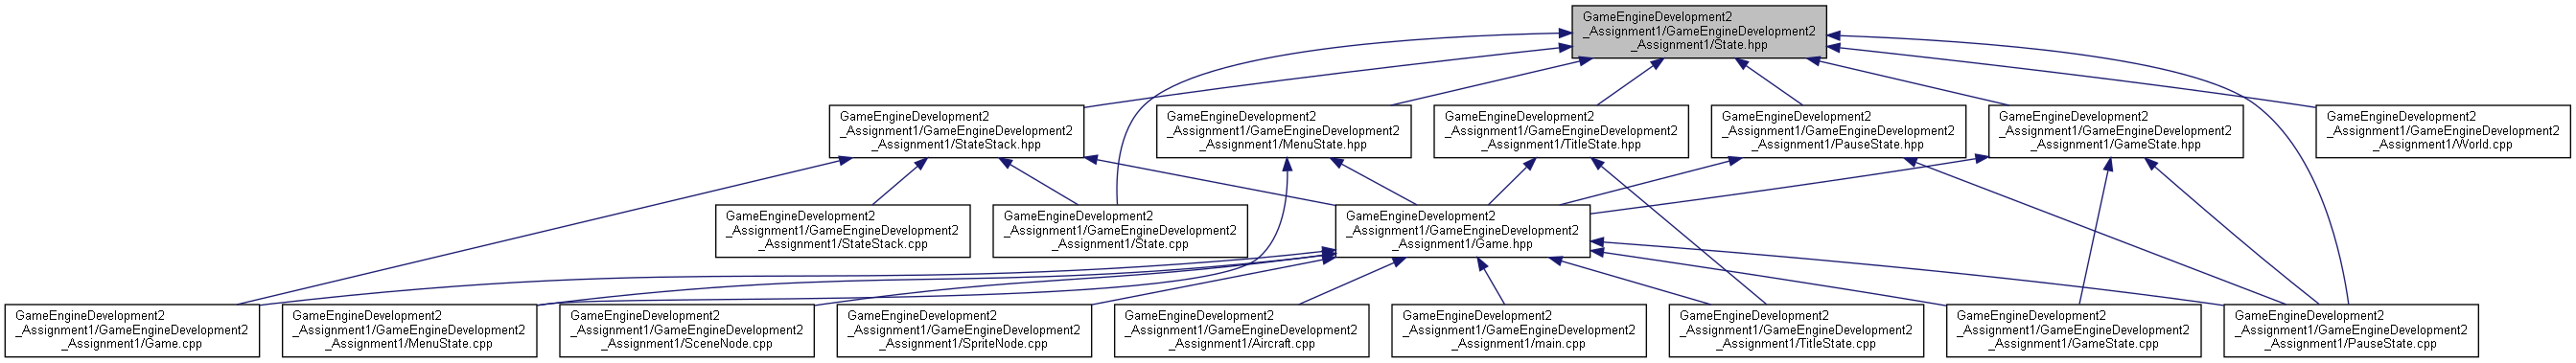 GameEngineDevelopment2
_Assignment1/GameEngineDevelopment2
_Assignment1/State.hpp
GameEngineDevelopment2
_Assignment1/GameEngineDevelopment2
_Assignment1/StateStack.hpp
GameEngineDevelopment2
_Assignment1/GameEngineDevelopment2
_Assignment1/MenuState.hpp
GameEngineDevelopment2
_Assignment1/GameEngineDevelopment2
_Assignment1/TitleState.hpp
GameEngineDevelopment2
_Assignment1/GameEngineDevelopment2
_Assignment1/PauseState.hpp
GameEngineDevelopment2
_Assignment1/GameEngineDevelopment2
_Assignment1/GameState.hpp
GameEngineDevelopment2
_Assignment1/GameEngineDevelopment2
_Assignment1/World.cpp
GameEngineDevelopment2
_Assignment1/GameEngineDevelopment2
_Assignment1/StateStack.cpp
GameEngineDevelopment2
_Assignment1/GameEngineDevelopment2
_Assignment1/State.cpp
GameEngineDevelopment2
_Assignment1/GameEngineDevelopment2
_Assignment1/Game.hpp
GameEngineDevelopment2
_Assignment1/GameEngineDevelopment2
_Assignment1/Game.cpp
GameEngineDevelopment2
_Assignment1/GameEngineDevelopment2
_Assignment1/MenuState.cpp
GameEngineDevelopment2
_Assignment1/GameEngineDevelopment2
_Assignment1/SceneNode.cpp
GameEngineDevelopment2
_Assignment1/GameEngineDevelopment2
_Assignment1/SpriteNode.cpp
GameEngineDevelopment2
_Assignment1/GameEngineDevelopment2
_Assignment1/Aircraft.cpp
GameEngineDevelopment2
_Assignment1/GameEngineDevelopment2
_Assignment1/main.cpp
GameEngineDevelopment2
_Assignment1/GameEngineDevelopment2
_Assignment1/TitleState.cpp
GameEngineDevelopment2
_Assignment1/GameEngineDevelopment2
_Assignment1/GameState.cpp
GameEngineDevelopment2
_Assignment1/GameEngineDevelopment2
_Assignment1/PauseState.cpp